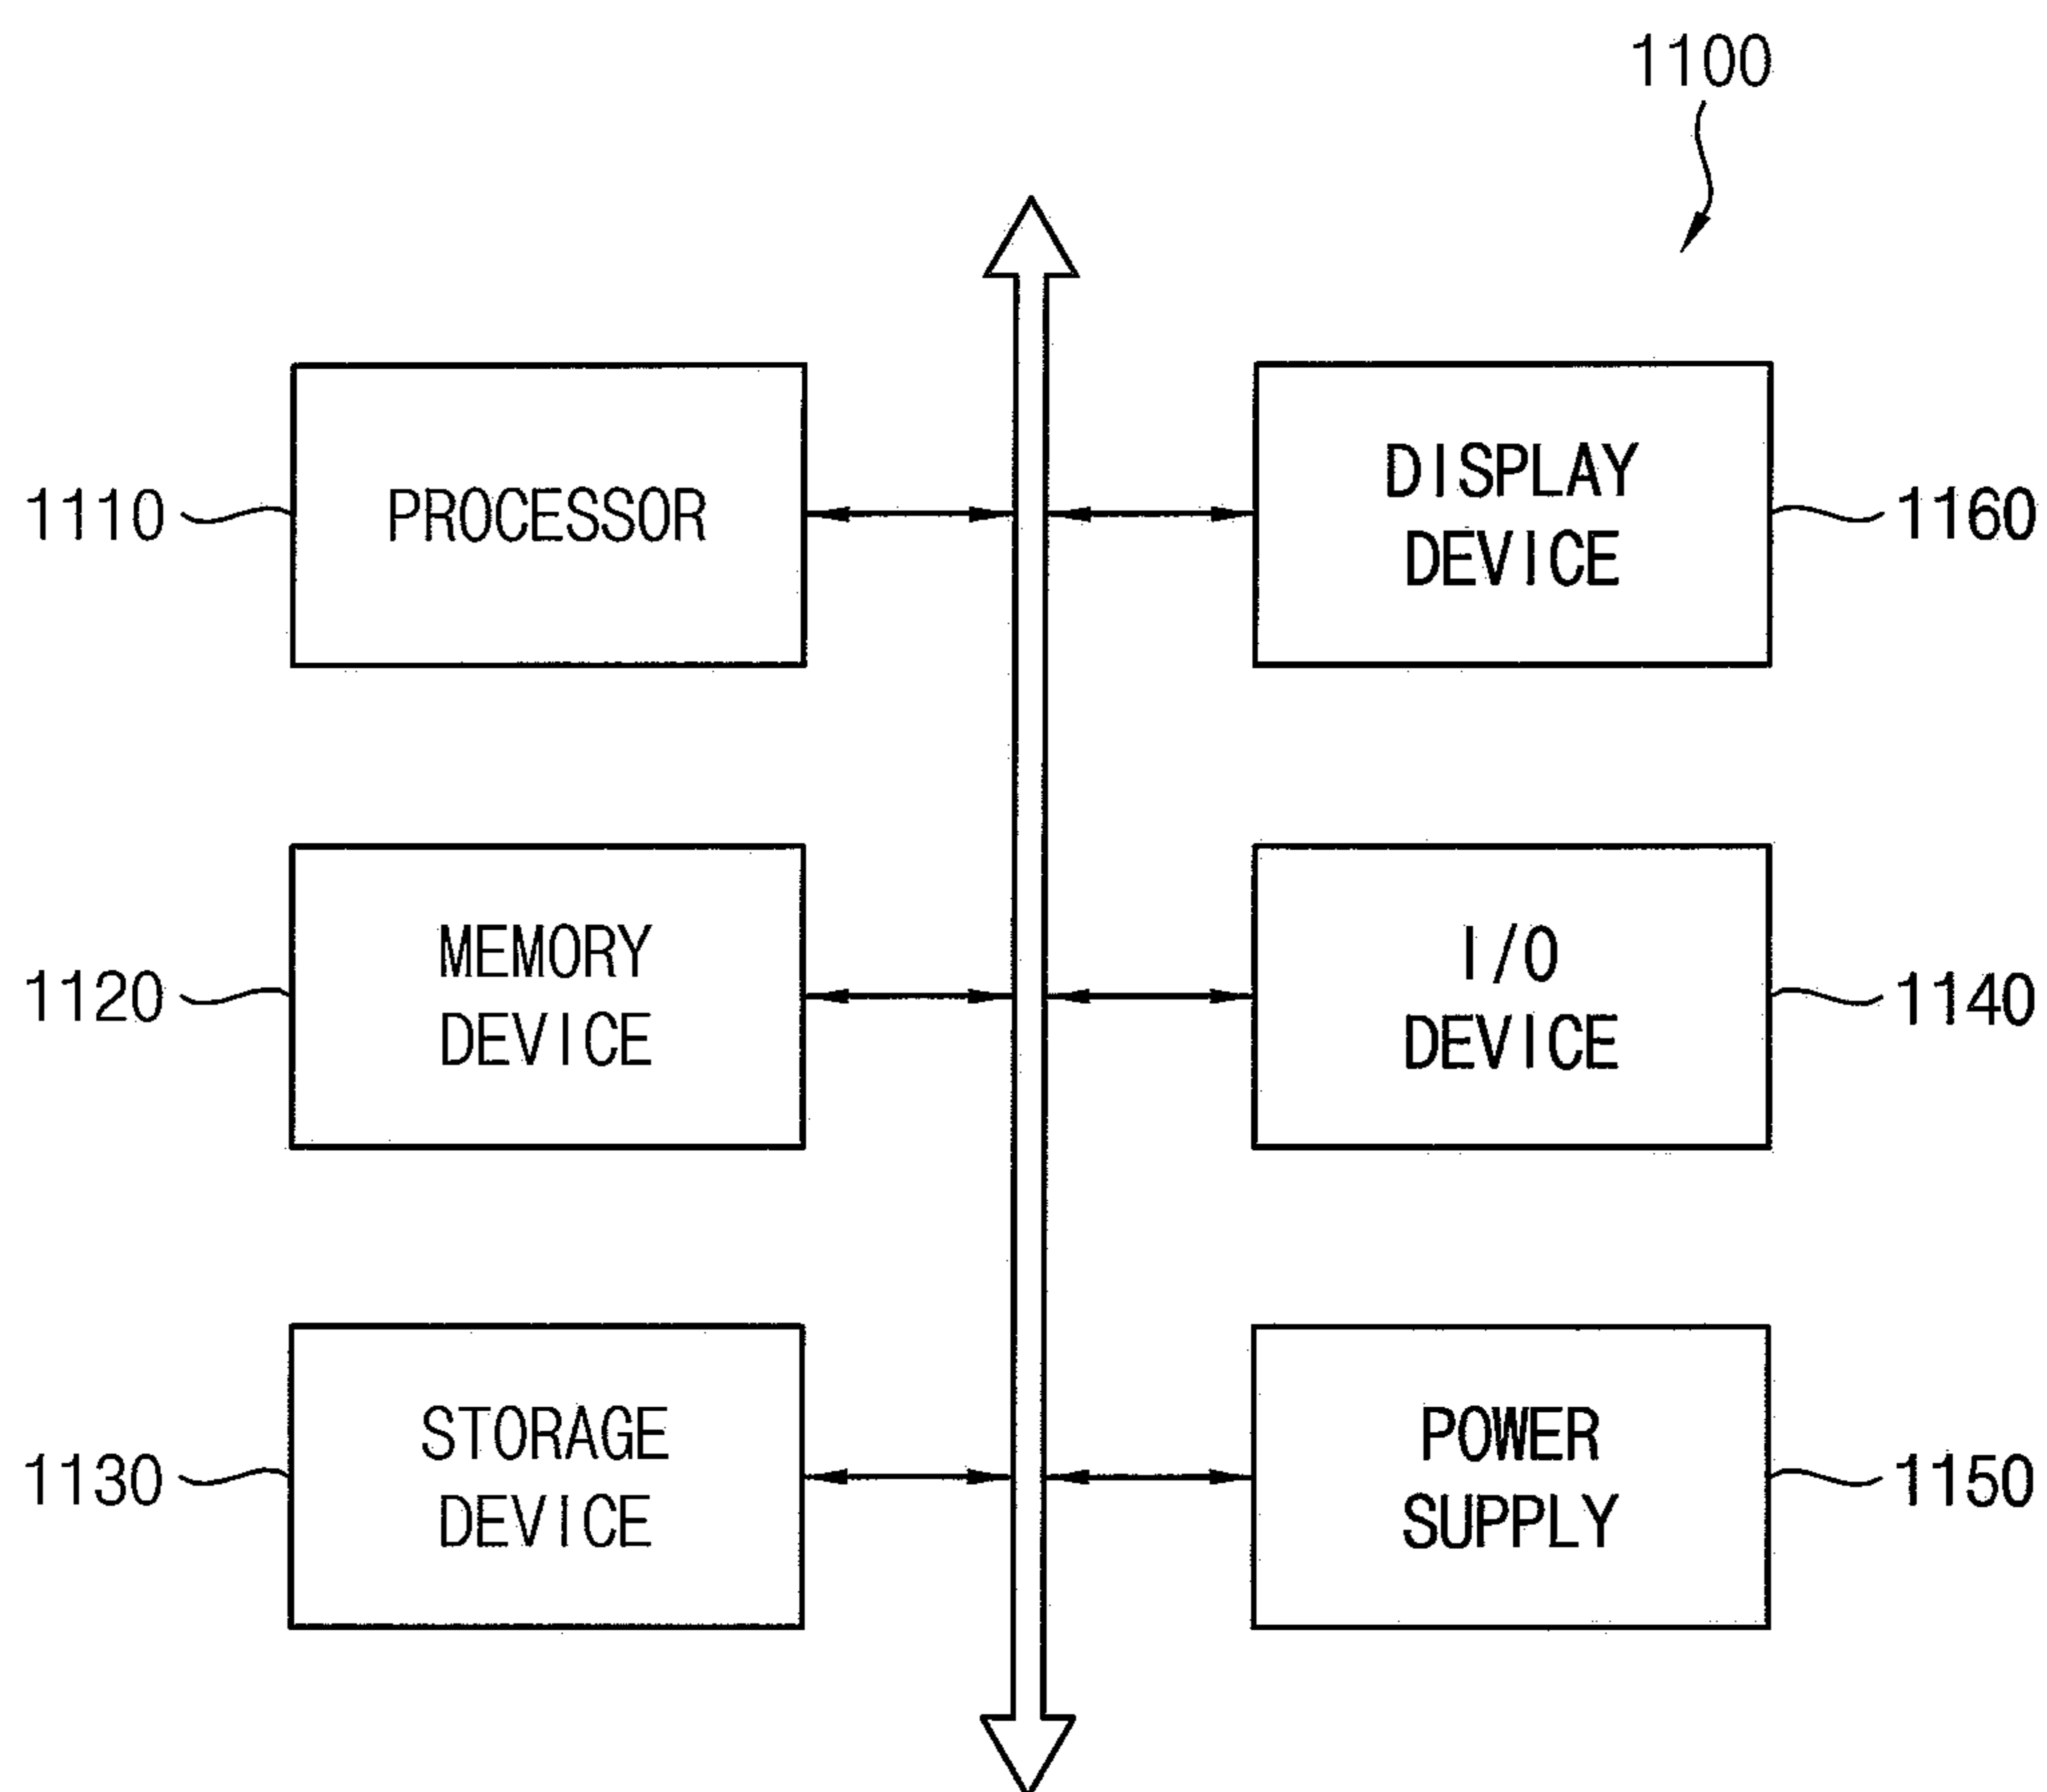 1100
1110
PROCESSOR
DISPLAY
DEVICE
1160
1120
MEMORY
DEVICE
I/O
DEVICE
1140
1130
STORAGE
DEVICE
POWER
SUPPLY
1150